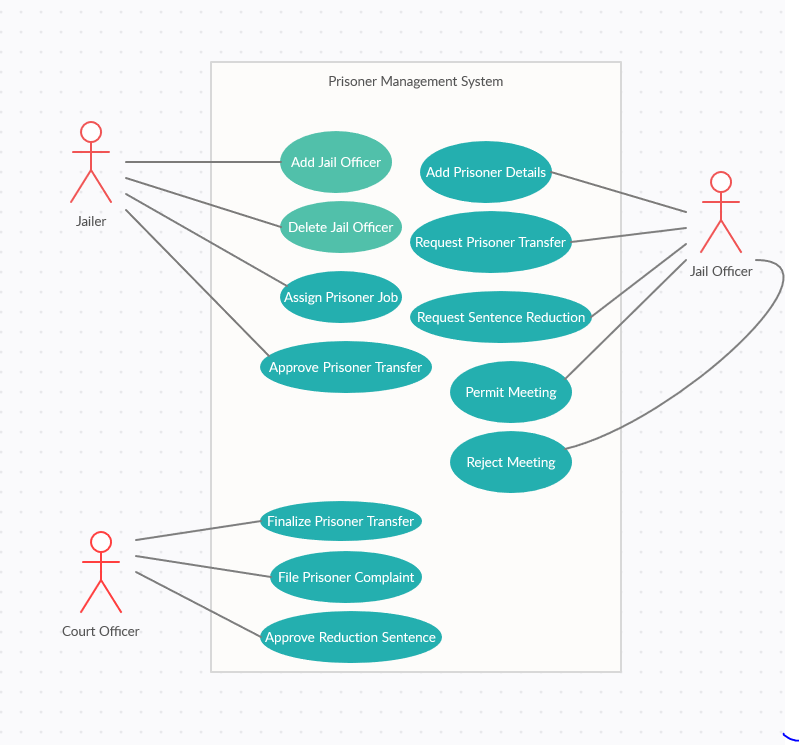 Prisoner Management System
Jailer
Add Jail Officer
Delete Jail Officer
Assign Prisoner Job
Approve Prisoner Transfer
Add Prisoner Details
Request Prisoner Transfer
Request Sentence Reduction
Permit Meeting
Reject Meeting
Jail Officer
Court Officer
Finalize Prisoner Transfer
File Prisoner Complaint
Approve Reduction Sentence